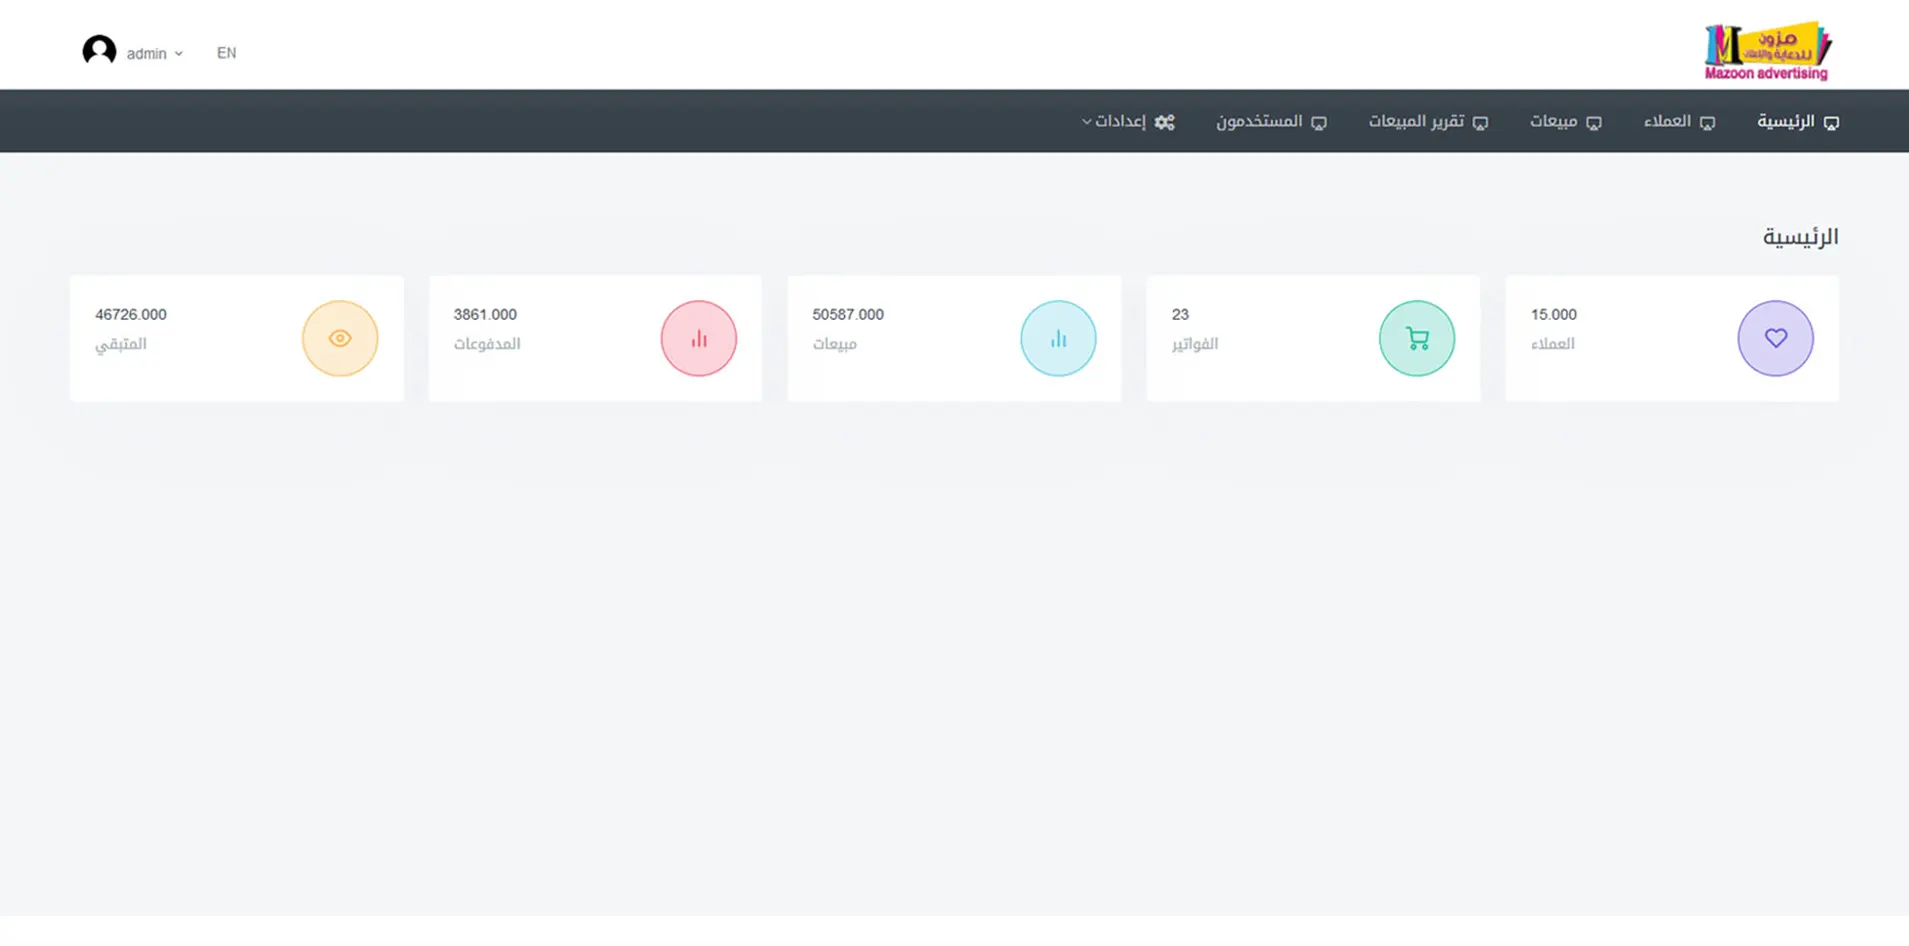 مزون
للدعاية والإعلان
Mazoon advertising
admin
EN
الرئيسية
العملاء
مبيعات
تقرير المبيعات
المستخدمون
إعدادات
الرئيسية
15.000
العملاء
23
الفواتير
50587.000
مبيعات
3861.000
المدفوعات
46726.000
المتبقي